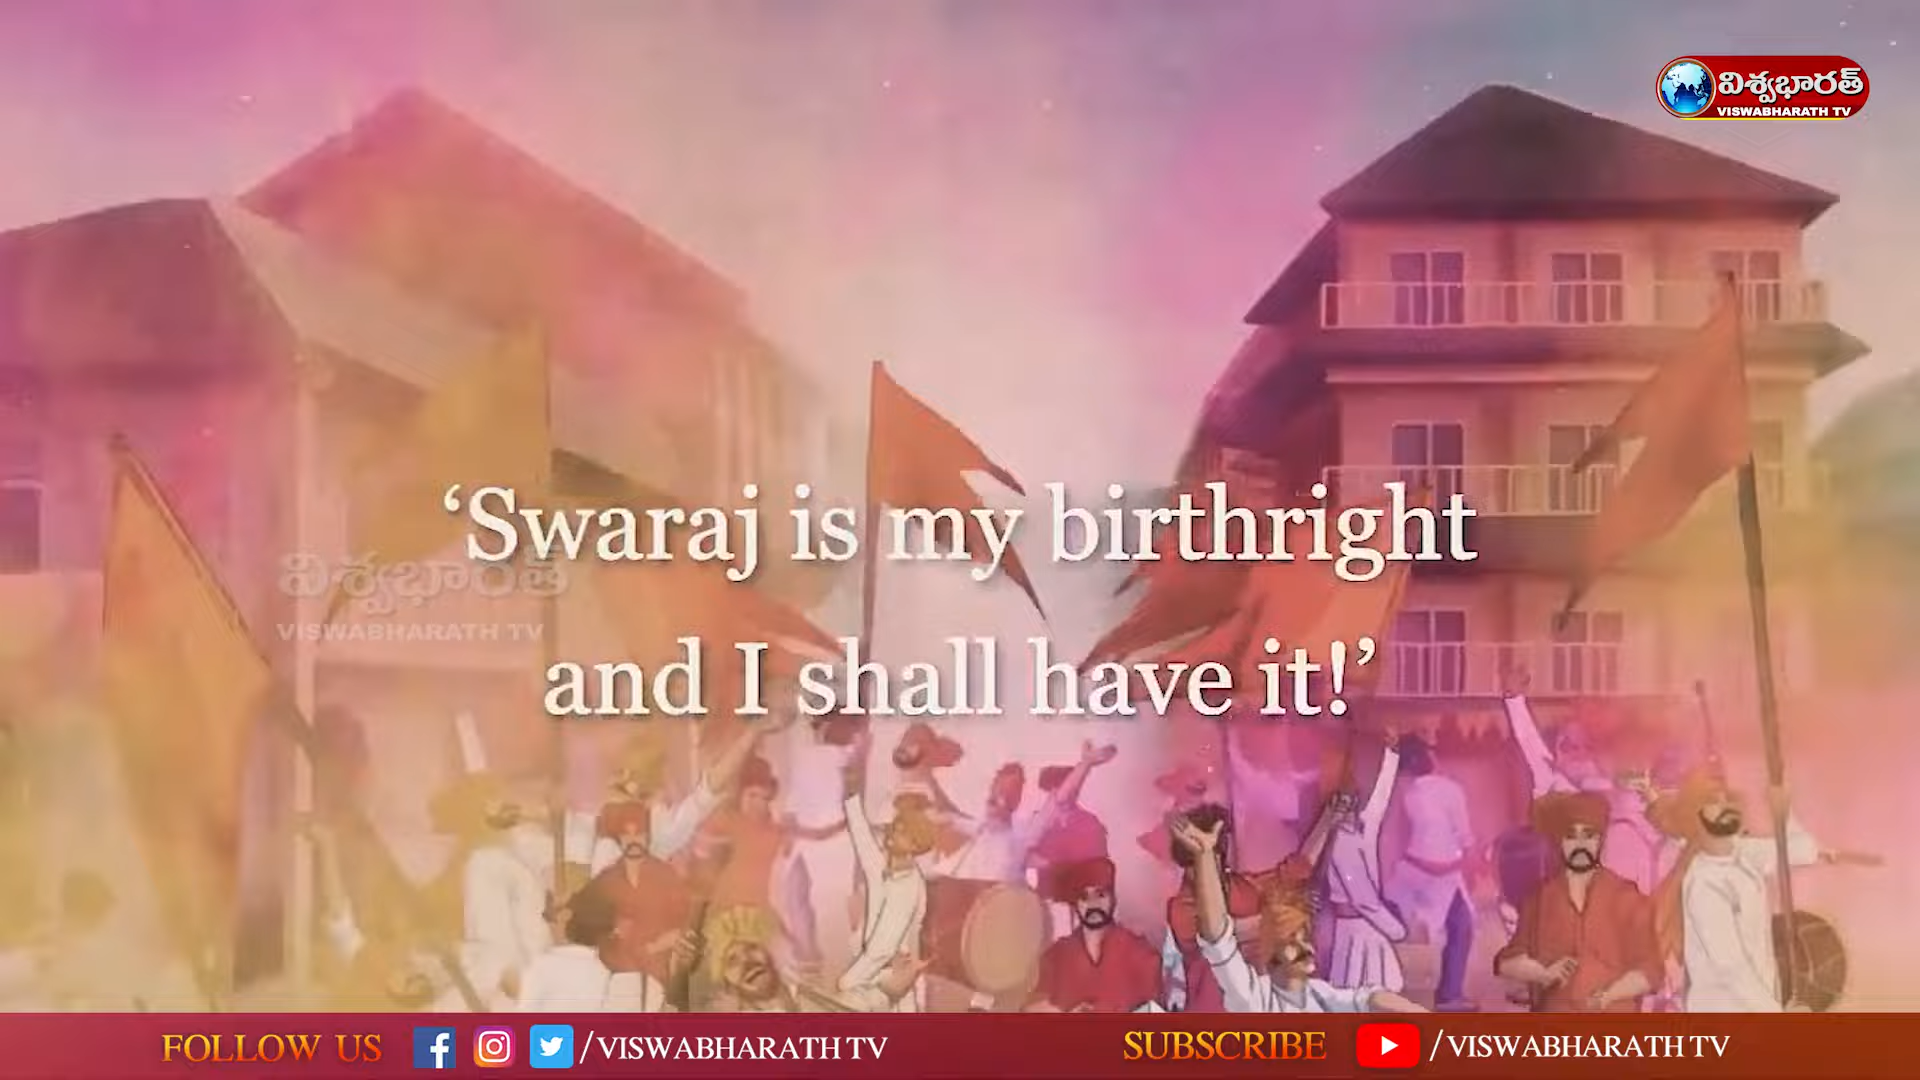 విశ్వభారత్
VISWABHARATH TV
‘Swaraj is my birthright
విశ్వభారత్
VISWABHARATH TV
and I shall have it!’
FOLLOW US /VISWABHARATH TV SUBSCRIBE /VISWABHARATH TV